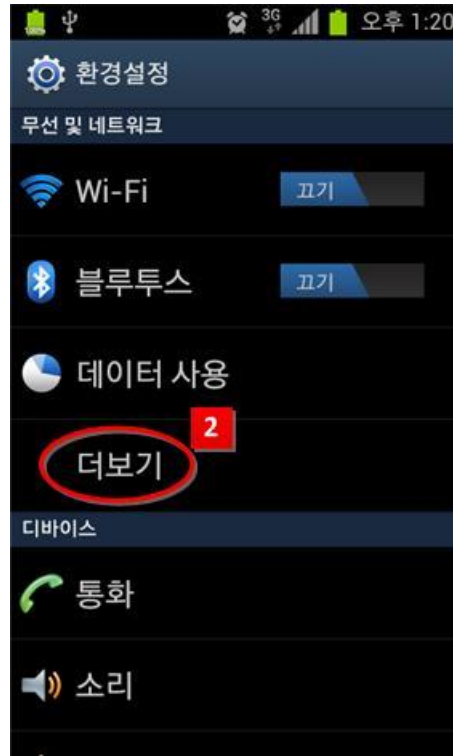 100%
3G
오후 1:20
환경설정
무선 및 네트워크
Wi-Fi
끄기
블루투스
끄기
데이터 사용
2
더보기
디바이스
통화
소리